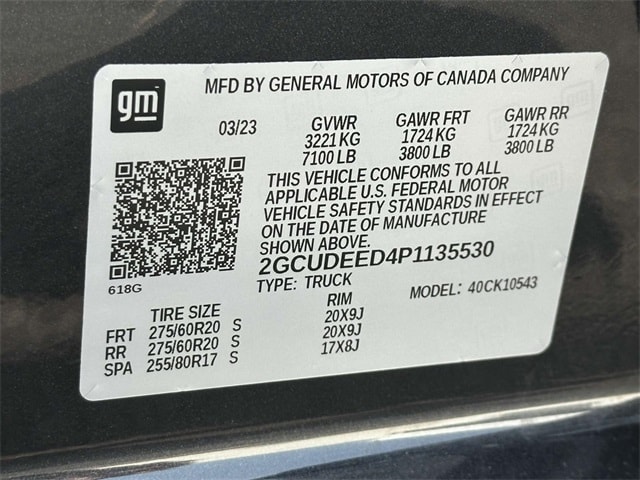 gm
MFD BY GENERAL MOTORS OF CANADA COMPANY
03/23 GVWR GAWR FRT GAWR RR
3221 KG 1724 KG 1724 KG
7100 LB 3800 LB 3800 LB
THIS VEHICLE CONFORMS TO ALL
APPLICABLE U.S. FEDERAL MOTOR
VEHICLE SAFETY STANDARDS IN EFFECT
ON THE DATE OF MANUFACTURE
SHOWN ABOVE.
2GCUDEED4P1135530
618G
TYPE: TRUCK MODEL: 40CK10543
TIRE SIZE RIM
FRT 275/60R20 S 20X9J
RR 275/60R20 S 20X9J
SPA 255/80R17 S 17X8J